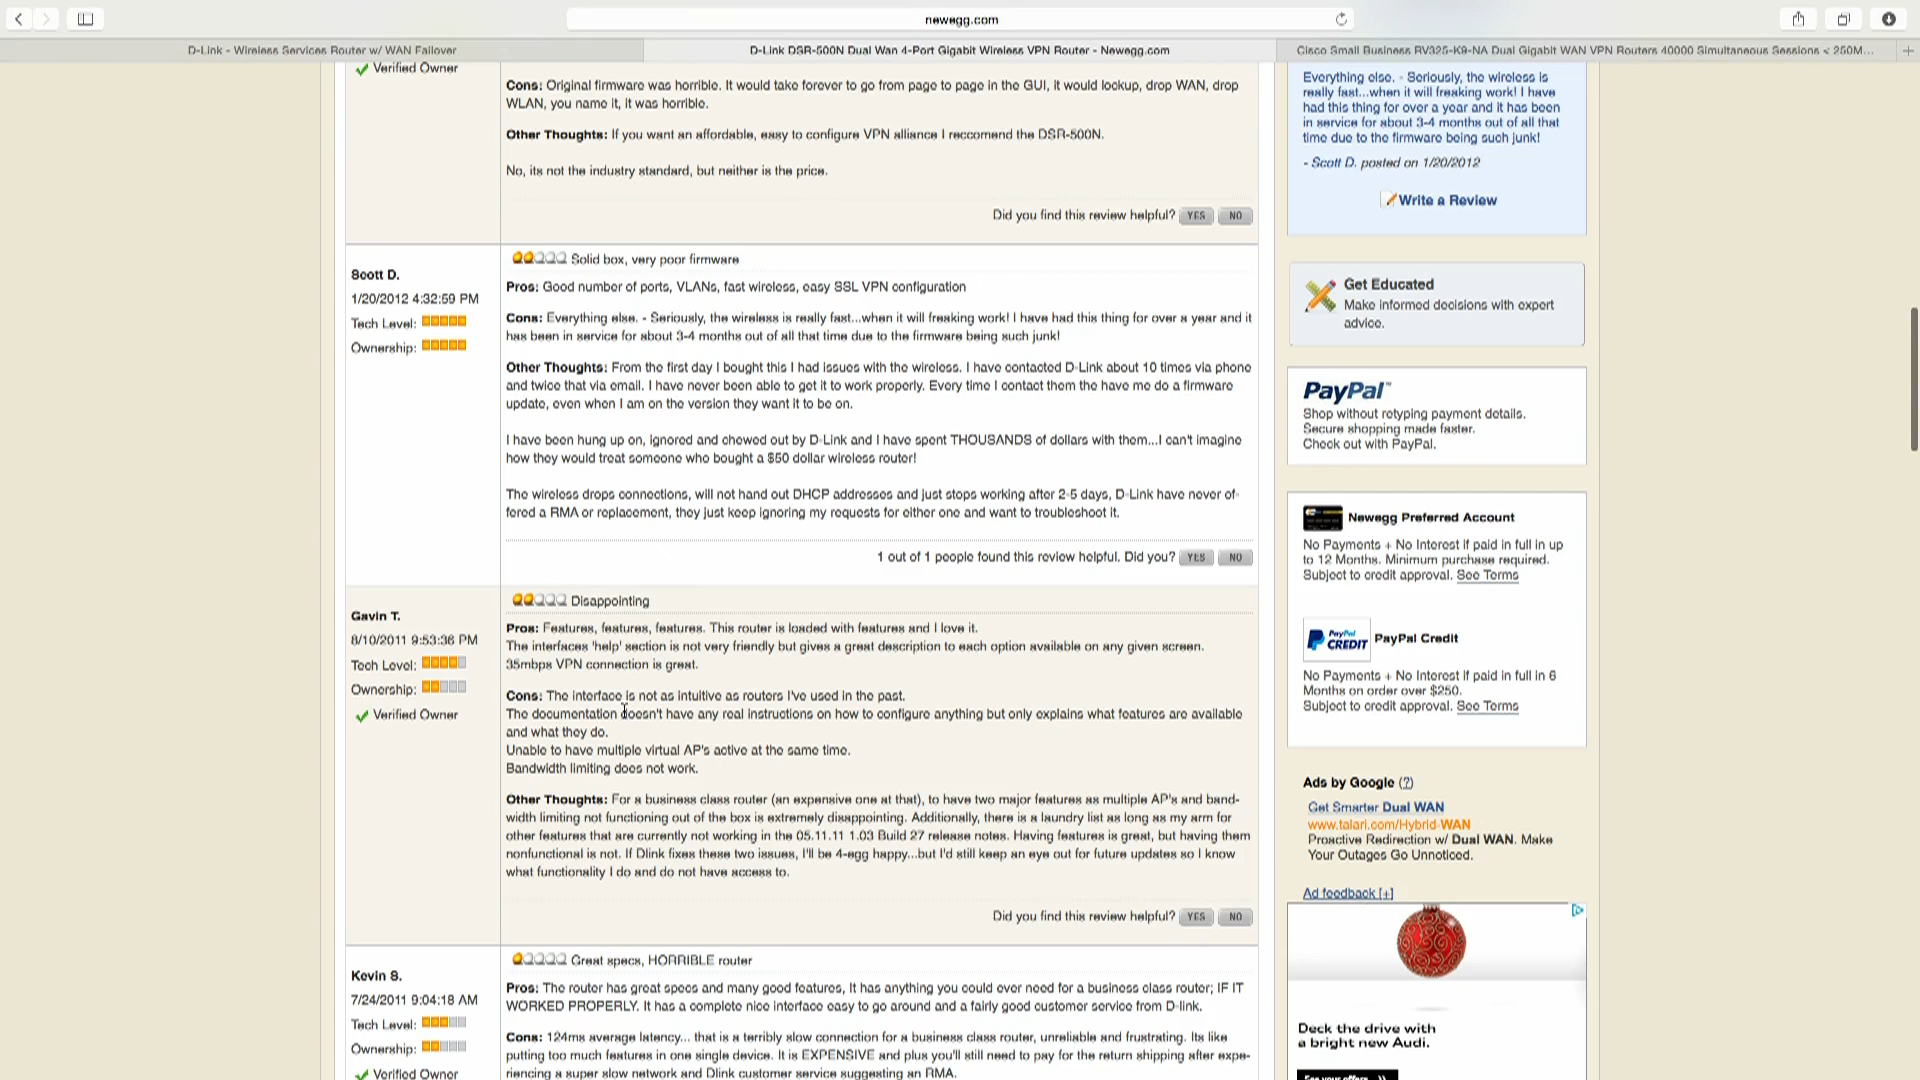 newegg.com
D-Link - Wireless Services Router w/ WAN Failover
D-Link DSR-500N Dual Wan 4-Port Gigabit Wireless VPN Router - Newegg.com
Cisco Small Business RV325-K9-NA Dual Gigabit WAN VPN Routers 40000 Simultaneous Sessions < 250M...
Verified Owner
Cons: Original firmware was horrible. It would take forever to go from page to page in the GUI, it would lockup, drop WAN, drop
WLAN, you name it, it was horrible.
Other Thoughts: If you want an affordable, easy to configure VPN alliance I reccomend the DSR-500N.
No, its not the industry standard, but neither is the price.
Did you find this review helpful? YES NO
Scott D.
1/20/2012 4:32:59 PM
Tech Level:
Ownership:
Solid box, very poor firmware
Pros: Good number of ports, VLANs, fast wireless, easy SSL VPN configuration
Cons: Everything else. - Seriously, the wireless is really fast...when it will freaking work! I have had this thing for over a year and it
has been in service for about 3-4 months out of all that time due to the firmware being such junk!
Other Thoughts: From the first day I bought this I had issues with the wireless. I have contacted D-Link about 10 times via phone
and twice that via email. I have never been able to get it to work properly. Every time I contact them the have me do a firmware
update, even when I am on the version they want it to be on.
I have been hung up on, ignored and chewed out by D-Link and I have spent THOUSANDS of dollars with them...I can't imagine
how they would treat someone who bought a $50 dollar wireless router!
The wireless drops connections, will not hand out DHCP addresses and just stops working after 2-5 days, D-Link have never of-
fered a RMA or replacement, they just keep ignoring my requests for either one and want to troubleshoot it.
1 out of 1 people found this review helpful. Did you? YES NO
Gavin T.
8/10/2011 9:53:36 PM
Tech Level:
Ownership:
Verified Owner
Disappointing
Pros: Features, features, features. This router is loaded with features and I love it.
The interfaces 'help' section is not very friendly but gives a great description to each option available on any given screen.
35mbps VPN connection is great.
Cons: The interface is not as intuitive as routers I've used in the past.
The documentation doesn't have any real instructions on how to configure anything but only explains what features are available
and what they do.
Unable to have multiple virtual AP's active at the same time.
Bandwidth limiting does not work.
Other Thoughts: For a business class router (an expensive one at that), to have two major features as multiple AP's and band-
width limiting not functioning out of the box is extremely disappointing. Additionally, there is a laundry list as long as my arm for
other features that are currently not working in the 05.11.11 1.03 Build 27 release notes. Having features is great, but having them
nonfunctional is not. If Dlink fixes these two issues, I'll be 4-egg happy...but I'd still keep an eye out for future updates so I know
what functionality I do and do not have access to.
Did you find this review helpful? YES NO
Kevin S.
7/24/2011 9:04:18 AM
Tech Level:
Ownership:
Verified Owner
Great specs, HORRIBLE router
Pros: The router has great specs and many good features, It has anything you could ever need for a business class router; IF IT
WORKED PROPERLY. It has a complete nice interface easy to go around and a fairly good customer service from D-link.
Cons: 124ms average latency... that is a terribly slow connection for a business class router, unreliable and frustrating. Its like
putting too much features in one single device. It is EXPENSIVE and plus you'll still need to pay for the return shipping after expe-
riencing a super slow network and Dlink customer service suggesting an RMA.
Everything else. - Seriously, the wireless is
really fast...when it will freaking work! I have
had this thing for over a year and it has been
in service for about 3-4 months out of all that
time due to the firmware being such junk!
- Scott D. posted on 1/20/2012
Write a Review
Get Educated
Make informed decisions with expert
advice.
PayPal™
Shop without retyping payment details.
Secure shopping made faster.
Check out with PayPal.
Newegg Preferred Account
No Payments + No Interest if paid in full in up
to 12 Months. Minimum purchase required.
Subject to credit approval. See Terms
PayPal CREDIT
PayPal Credit
No Payments + No Interest if paid in full in 6
Months on order over $250.
Subject to credit approval. See Terms
Ads by Google (?)
Get Smarter Dual WAN
www.talari.com/Hybrid-WAN
Proactive Redirection w/ Dual WAN. Make
Your Outages Go Unnoticed.
Ad feedback [+]
Deck the drive with
a bright new Audi.
See your offers